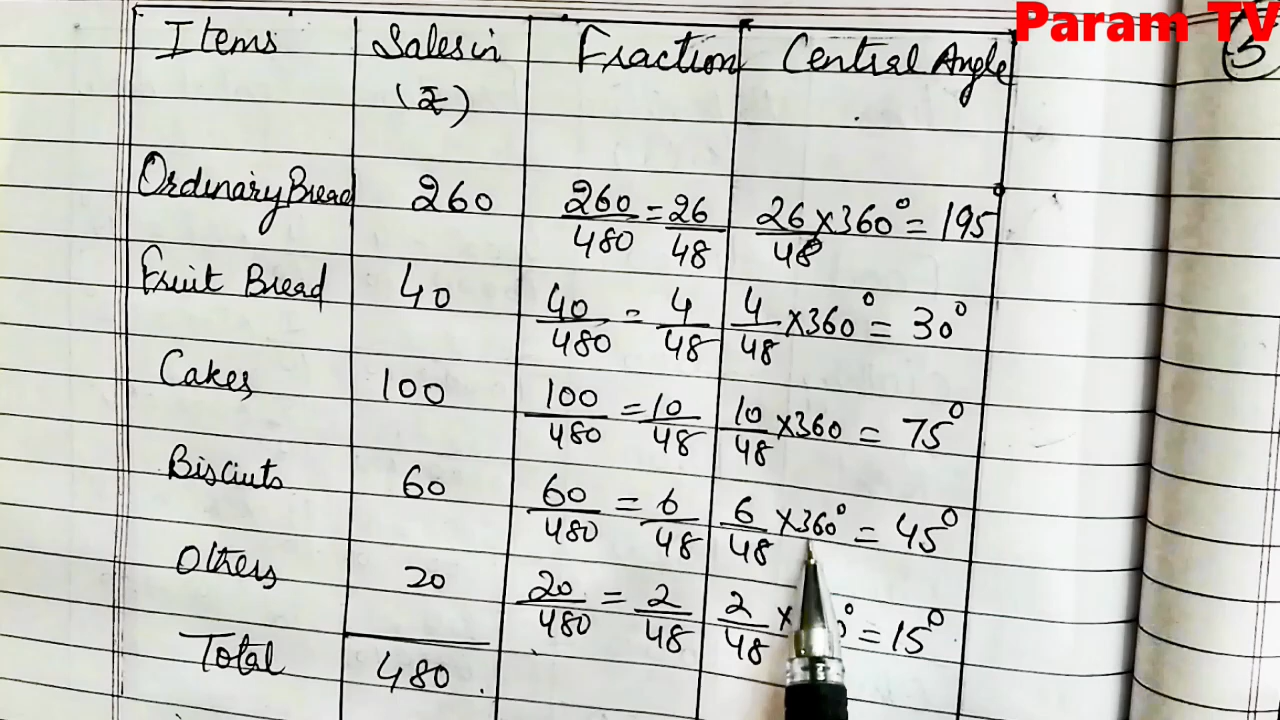 Param TV
3
Items Sales in Fraction Central Angle
(₹)
Ordinary Bread 260 260/480 = 26/48 26/48 ×360° = 195°
Fruit Bread 40 40/480 = 4/48 4/48 ×360° = 30°
Cakes 100 100/480 = 10/48 10/48 ×360 = 75°
Bisciuts 60 60/480 = 6/48 6/48 ×360° = 45°
Others 20 20/480 = 2/48 2/48 × 0° = 15°
Total 480